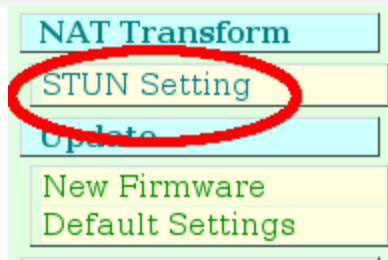 NAT Transform
STUN Setting
Update
New Firmware
Default Settings